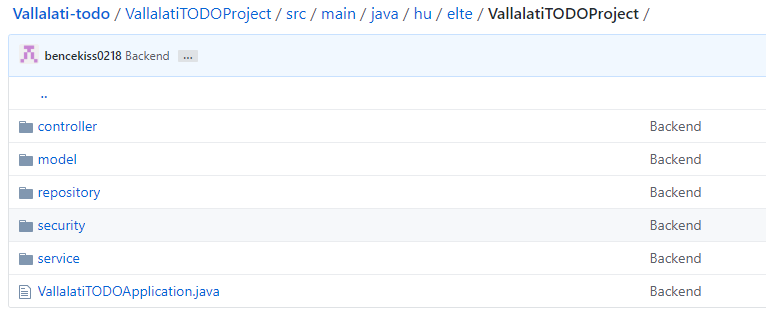 Vallalati-todo / VallalatiTODOProject / src / main / java / hu / elte / VallalatiTODOProject /
bencekiss0218 Backend ...
..
controller Backend
model Backend
repository Backend
security Backend
service Backend
VallalatiTODOApplication.java Backend